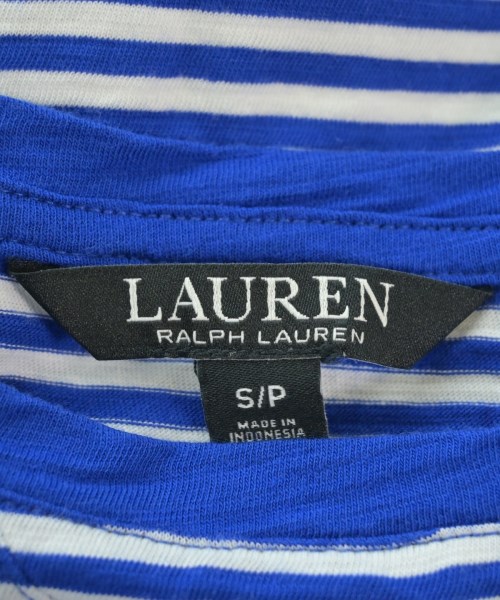 LAUREN
RALPH LAUREN
S/P
MADE IN
INDONESIA